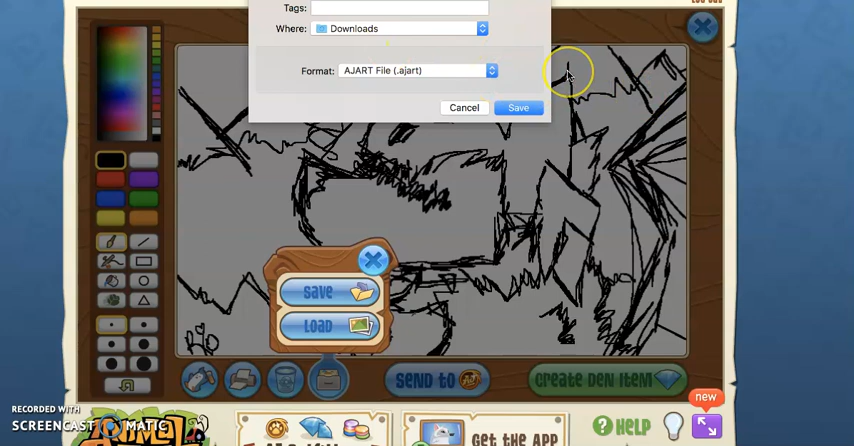 Tags:
Where: Downloads
Format: AJART File (.ajart)
Cancel Save
save
LOAD
SEND TO
CREATE DEN ITEM
new
RECORDED WITH
SCREENCAST MATIC
HELP
GET THE APP